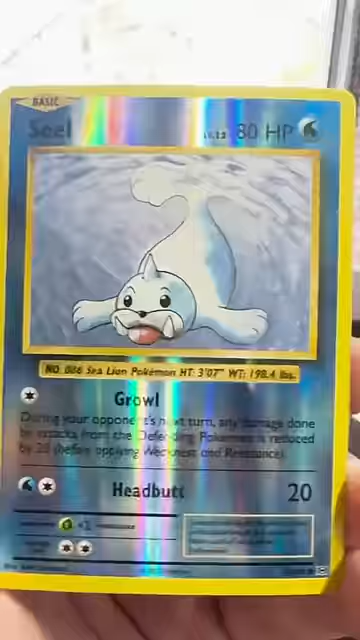 BASIC
Seel 80 HP
NO. 086 Sea Lion Pokémon HT: 3'07" WT: 198.4 lbs.
Growl
During your opponent's next turn, any damage done
by attacks from the Defending Pokémon is reduced
by 20 (before applying Weakness and Resistance).
Headbutt 20